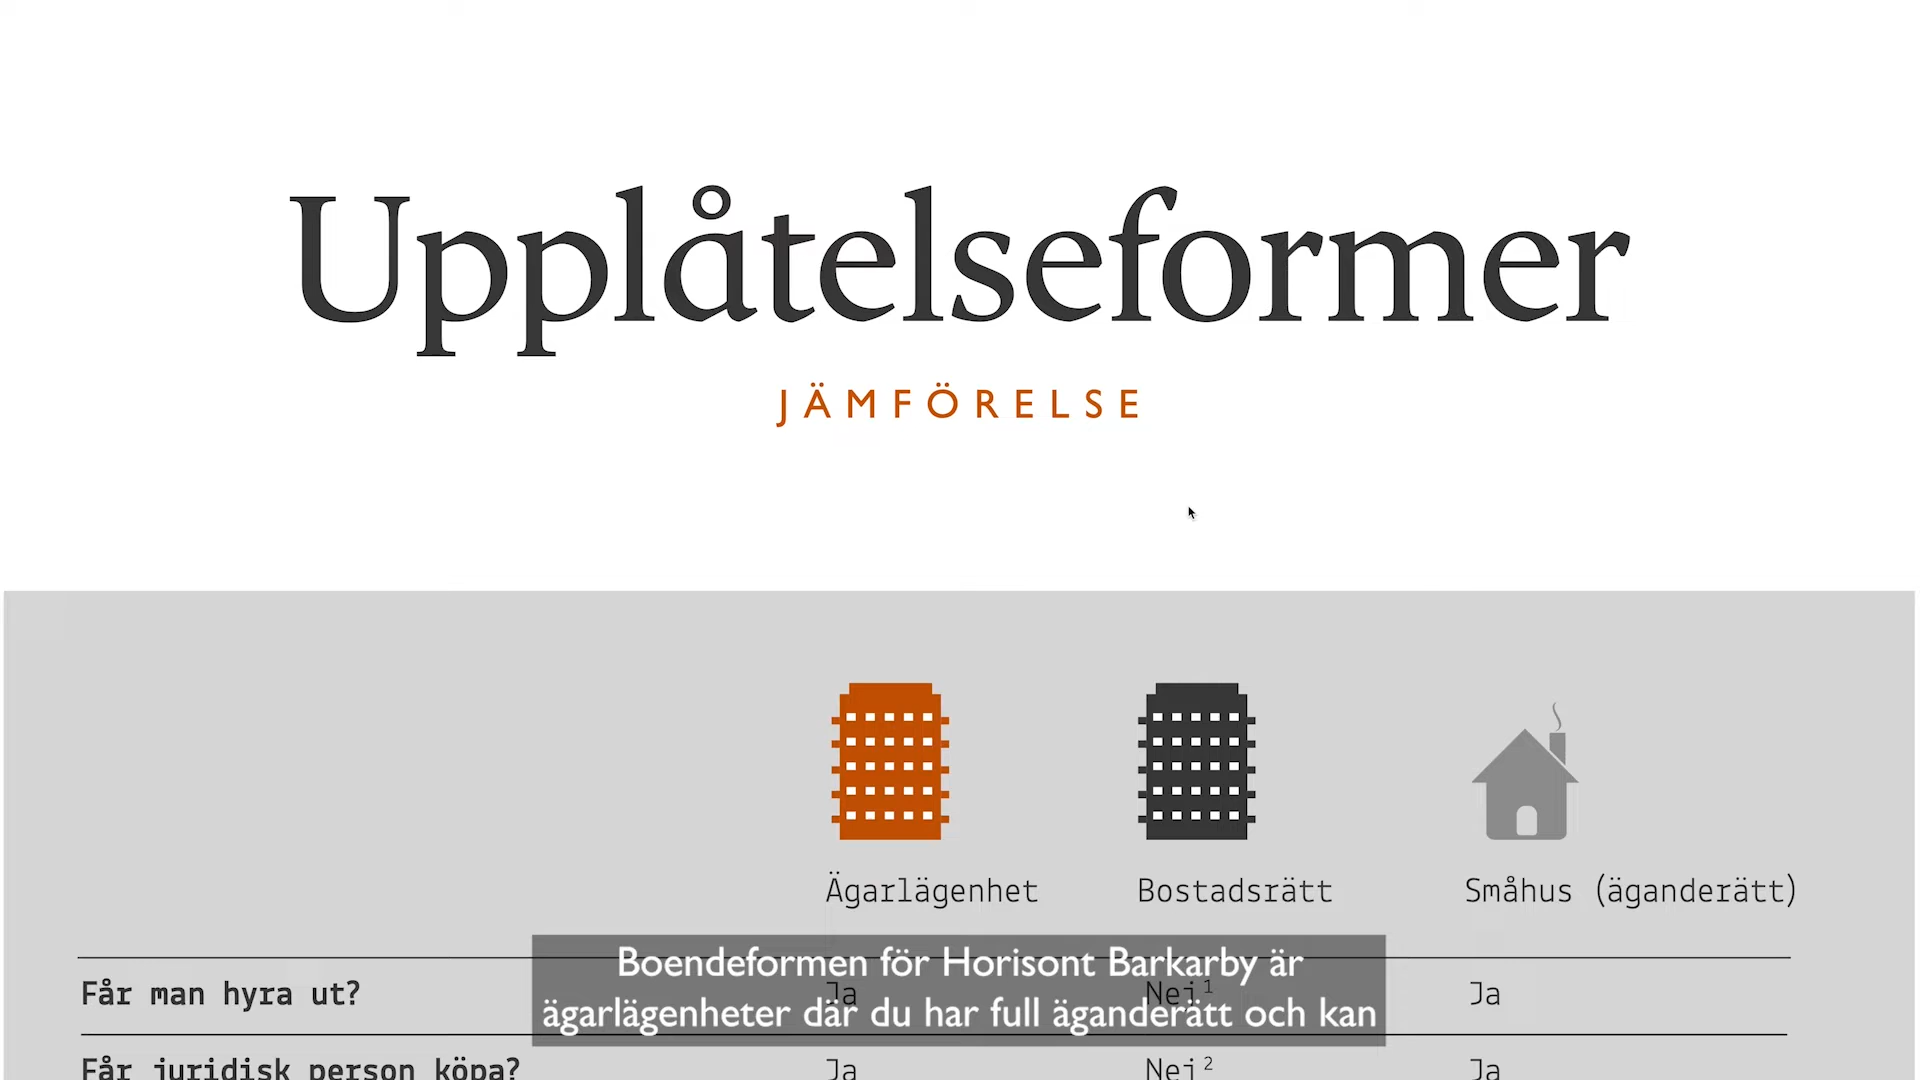 Upplåtelseformer
JÄMFÖRELSE
Ägarlägenhet Bostadsrätt Småhus (äganderätt)
Får man hyra ut? Ja Nej¹ Ja
Boendeformen för Horisont Barkarby är
ägarlägenheter där du har full äganderätt och kan
Får juridisk person köpa? Ja Nej² Ja